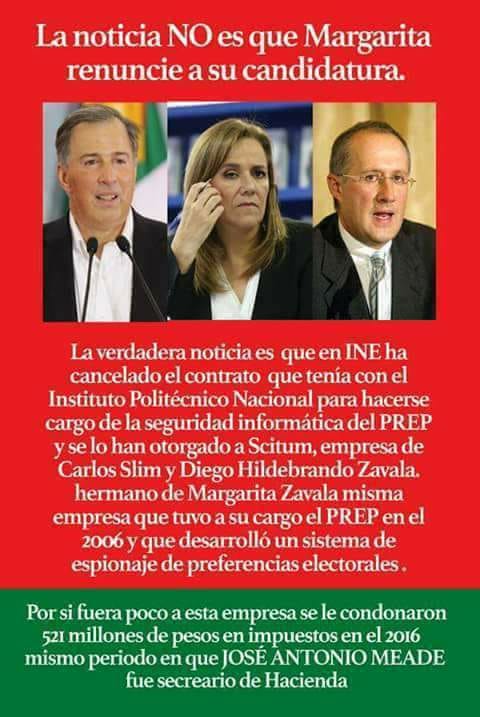 La noticia NO es que Margarita
renuncie a su candidatura.
La verdadera noticia es que en INE ha
cancelado el contrato que tenía con el
Instituto Politécnico Nacional para hacerse
cargo de la seguridad informática del PREP
y se lo han otorgado a Scitum, empresa de
Carlos Slim y Diego Hildebrando Zavala.
hermano de Margarita Zavala misma
empresa que tuvo a su cargo el PREP en el
2006 y que desarrolló un sistema de
espionaje de preferencias electorales .
Por si fuera poco a esta empresa se le condonaron
521 millones de pesos en impuestos en el 2016
mismo periodo en que JOSÉ ANTONIO MEADE
fue secreario de Hacienda